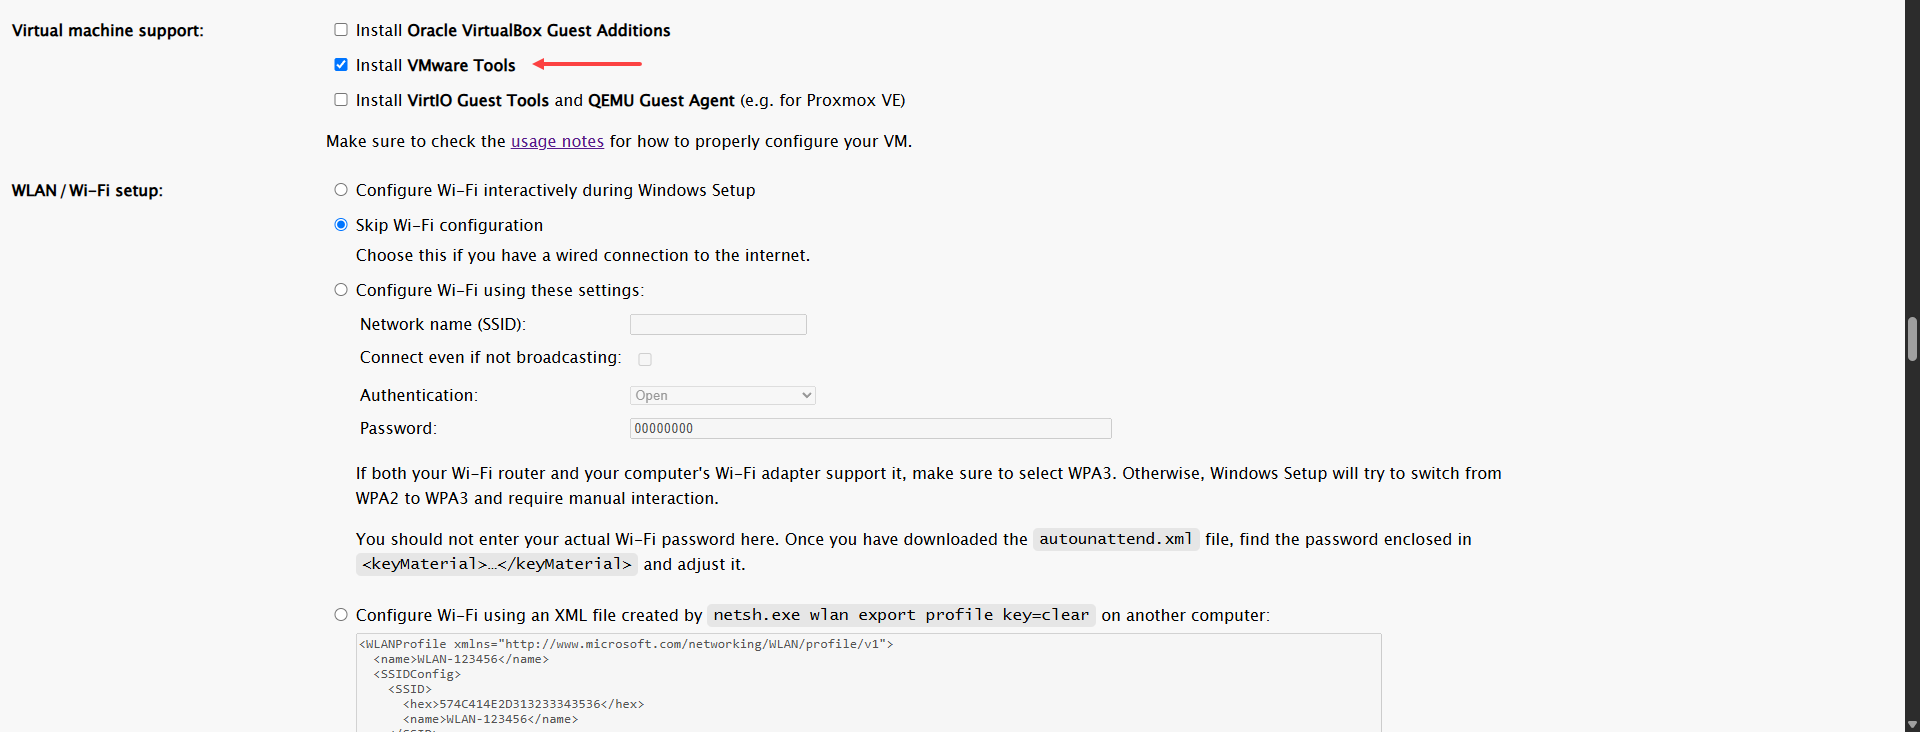 Virtual machine support:
Install Oracle VirtualBox Guest Additions
Install VMware Tools
Install VirtIO Guest Tools and QEMU Guest Agent (e.g. for Proxmox VE)
Make sure to check the usage notes for how to properly configure your VM.
WLAN / Wi-Fi setup:
Configure Wi-Fi interactively during Windows Setup
Skip Wi-Fi configuration
Choose this if you have a wired connection to the internet.
Configure Wi-Fi using these settings:
Network name (SSID):
Connect even if not broadcasting:
Authentication: Open
Password: 00000000
If both your Wi-Fi router and your computer's Wi-Fi adapter support it, make sure to select WPA3. Otherwise, Windows Setup will try to switch from
WPA2 to WPA3 and require manual interaction.
You should not enter your actual Wi-Fi password here. Once you have downloaded the autounattend.xml file, find the password enclosed in
<keyMaterial>…</keyMaterial> and adjust it.
Configure Wi-Fi using an XML file created by netsh.exe wlan export profile key=clear on another computer:
<WLANProfile xmlns="http://www.microsoft.com/networking/WLAN/profile/v1">
<name>WLAN-123456</name>
<SSIDConfig>
<SSID>
<hex>574C414E2D313233343536</hex>
<name>WLAN-123456</name>